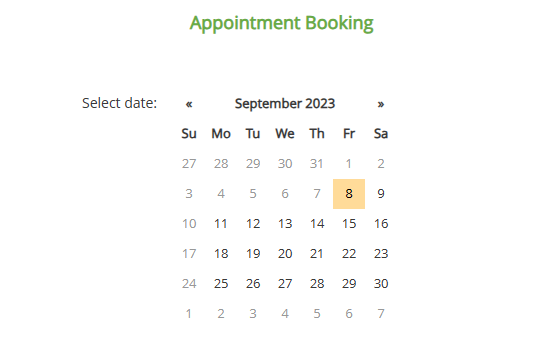 Appointment Booking
Select date: « September 2023 »
Su Mo Tu We Th Fr Sa
27 28 29 30 31 1 2
3 4 5 6 7 8 9
10 11 12 13 14 15 16
17 18 19 20 21 22 23
24 25 26 27 28 29 30
1 2 3 4 5 6 7